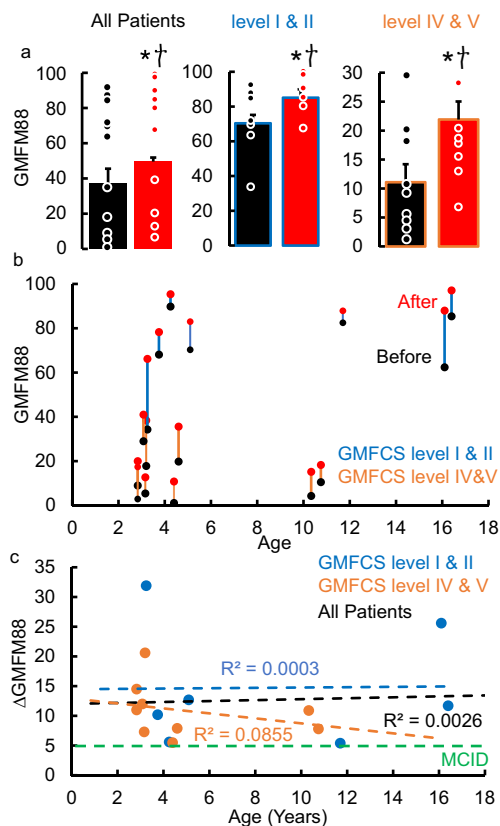 a
All Patients
level I & II
level IV & V
*†
*†
*†
GMFM88
100
80
60
40
20
0
100
80
60
40
20
0
30
25
20
15
10
5
0
b
GMFM88
100
80
60
40
20
0
After
Before
GMFCS level I & II
GMFCS level IV&V
0 2 4 6 8 10 12 14 16 18
Age
c
GMFCS level I & II
GMFCS level IV & V
All Patients
ΔGMFM88
35
30
25
20
15
10
5
0
R² = 0.0003
R² = 0.0026
R² = 0.0855
MCID
0 2 4 6 8 10 12 14 16 18
Age (Years)